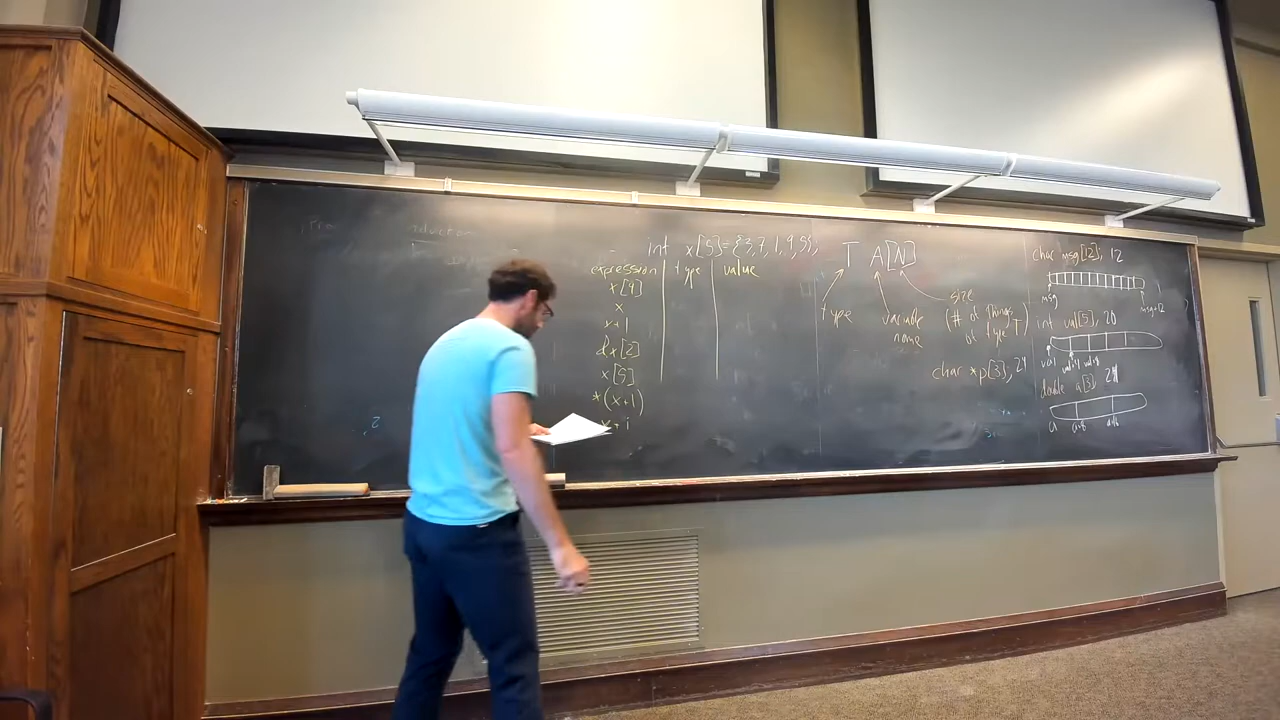 int x[5]={3,7,1,9,5};
expression type value
x[4]
x
x+1
&x[2]
x[5]
*(x+1)
x+i
T A[N]
type
variable name
size
(# of things
of type T)
char *p[3], 24
char msg[12]; 12
msg msg+12
int val[5]; 20
val+4 val+8
double a[3]; 24
a a+8 a+16
2